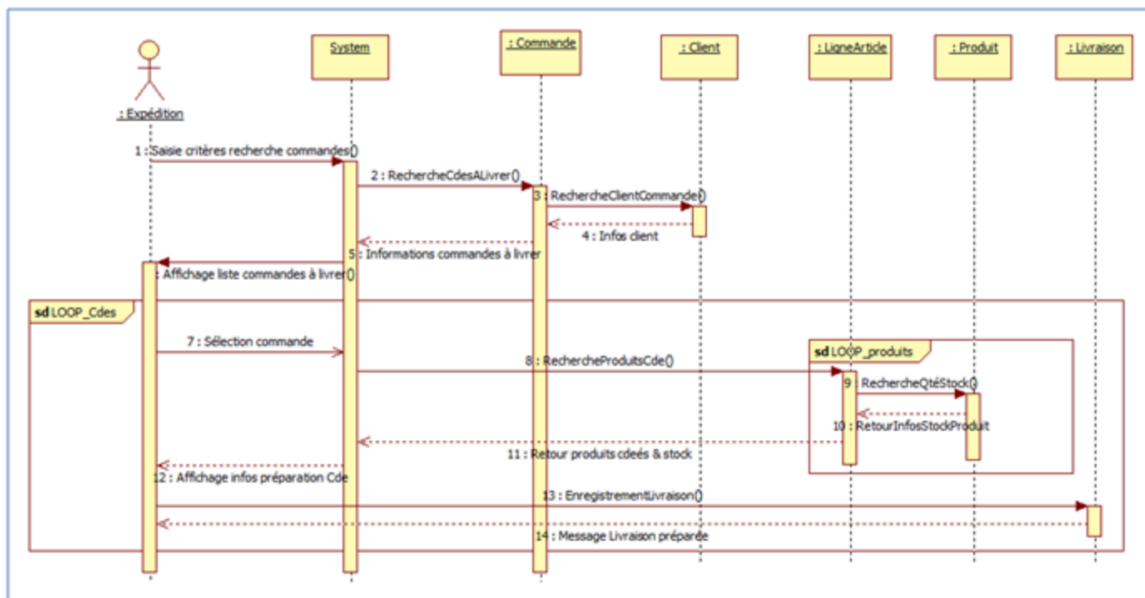 System
: Commande
: Client
: LigneArticle
: Produit
: Livraison
: Expédition
1 : Saisie critères recherche commandes()
2 : RechercheCdesALivrer()
3 : RechercheClientCommande()
4 : Infos client
5 : Informations commandes à livrer
: Affichage liste commandes à livrer()
sd LOOP_Cdes
7 : Sélection commande
sd LOOP_produits
8 : RechercheProduitsCde()
9 : RechercheQtéStock()
10 : RetourInfosStockProduit
11 : Retour produits cdeés & stock
12 : Affichage infos préparation Cde
13 : EnregistrementLivraison()
14 : Message Livraison préparée